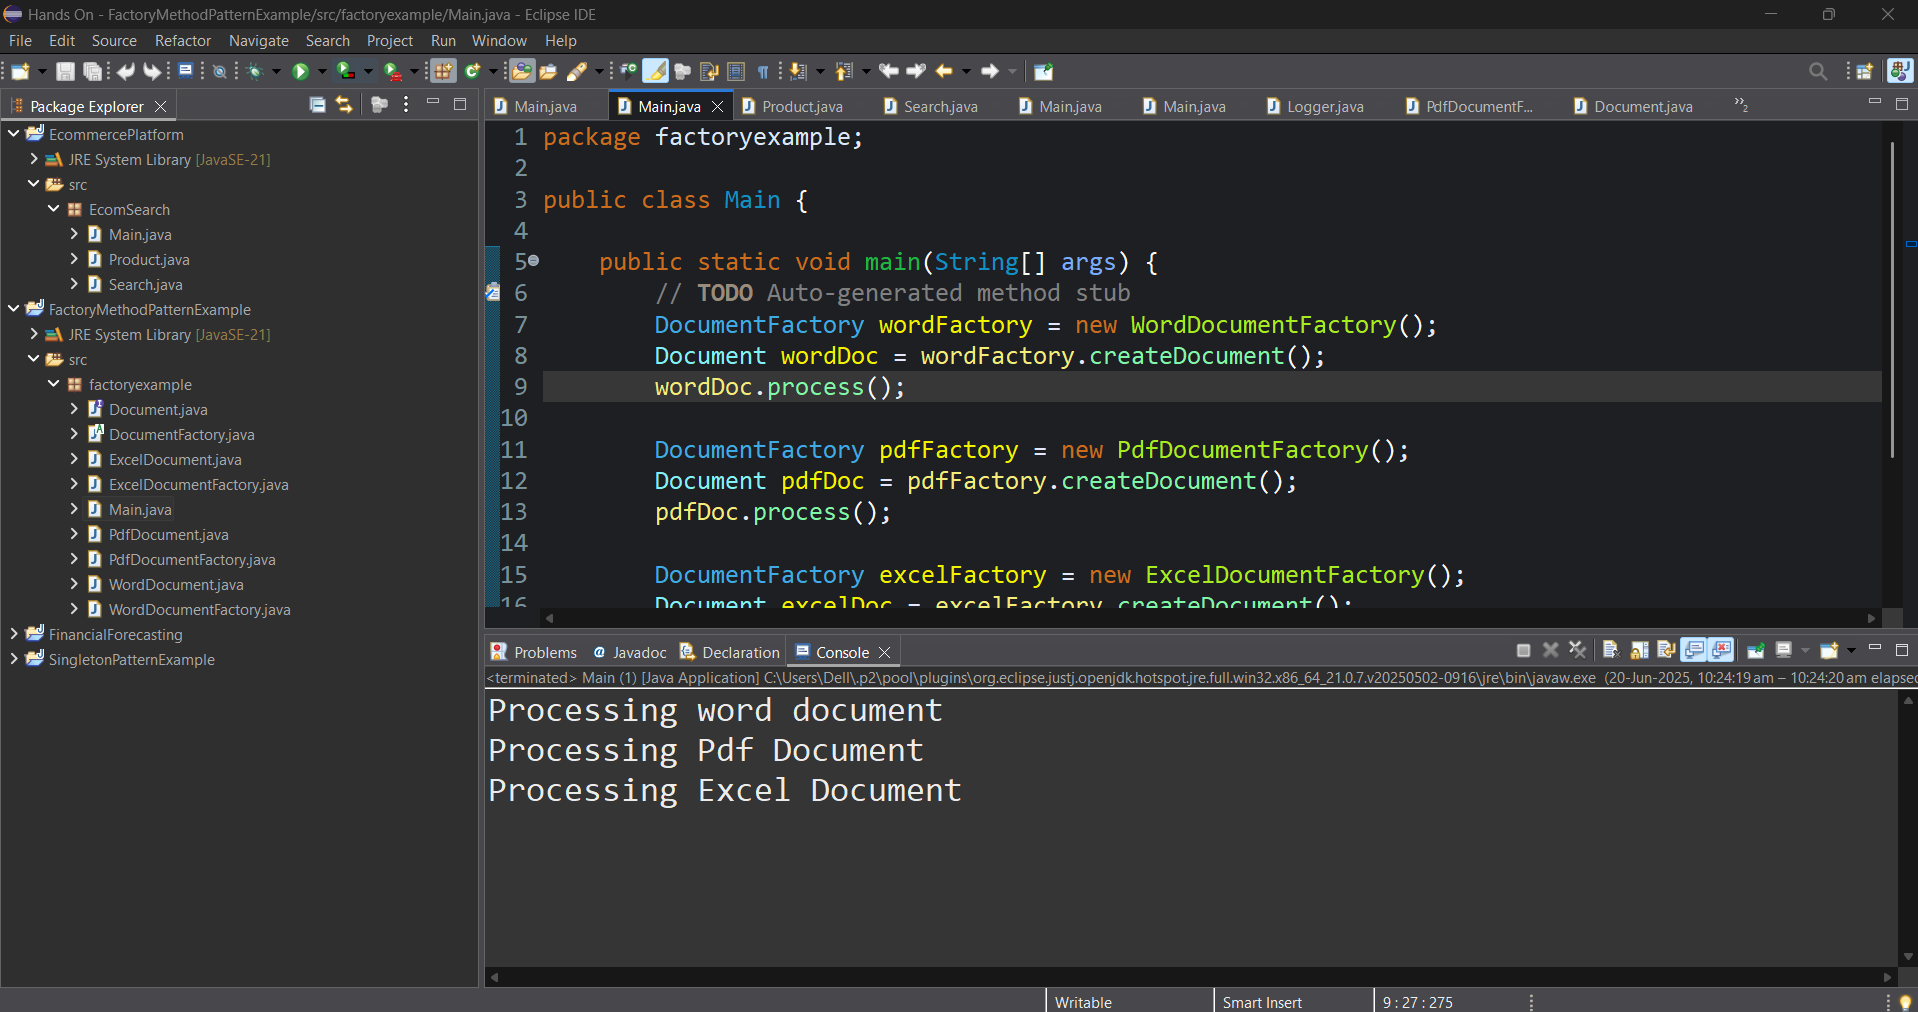 Hands On - FactoryMethodPatternExample/src/factoryexample/Main.java - Eclipse IDE
File Edit Source Refactor Navigate Search Project Run Window Help
Package Explorer
EcommercePlatform
JRE System Library [JavaSE-21]
src
EcomSearch
Main.java
Product.java
Search.java
FactoryMethodPatternExample
JRE System Library [JavaSE-21]
src
factoryexample
Document.java
DocumentFactory.java
ExcelDocument.java
ExcelDocumentFactory.java
Main.java
PdfDocument.java
PdfDocumentFactory.java
WordDocument.java
WordDocumentFactory.java
FinancialForecasting
SingletonPatternExample
Main.java Main.java Product.java Search.java Main.java Main.java Logger.java PdfDocumentF... Document.java »2
1 package factoryexample;
2
3 public class Main {
4
5 public static void main(String[] args) {
6 // TODO Auto-generated method stub
7 DocumentFactory wordFactory = new WordDocumentFactory();
8 Document wordDoc = wordFactory.createDocument();
9 wordDoc.process();
10
11 DocumentFactory pdfFactory = new PdfDocumentFactory();
12 Document pdfDoc = pdfFactory.createDocument();
13 pdfDoc.process();
14
15 DocumentFactory excelFactory = new ExcelDocumentFactory();
16 Document excelDoc = excelFactory.createDocument();
Problems @ Javadoc Declaration Console
<terminated> Main (1) [Java Application] C:\Users\Dell\.p2\pool\plugins\org.eclipse.justj.openjdk.hotspot.jre.full.win32.x86_64_21.0.7.v20250502-0916\jre\bin\javaw.exe (20-Jun-2025, 10:24:19 am – 10:24:20 am elapsed
Processing word document
Processing Pdf Document
Processing Excel Document
Writable Smart Insert 9 : 27 : 275